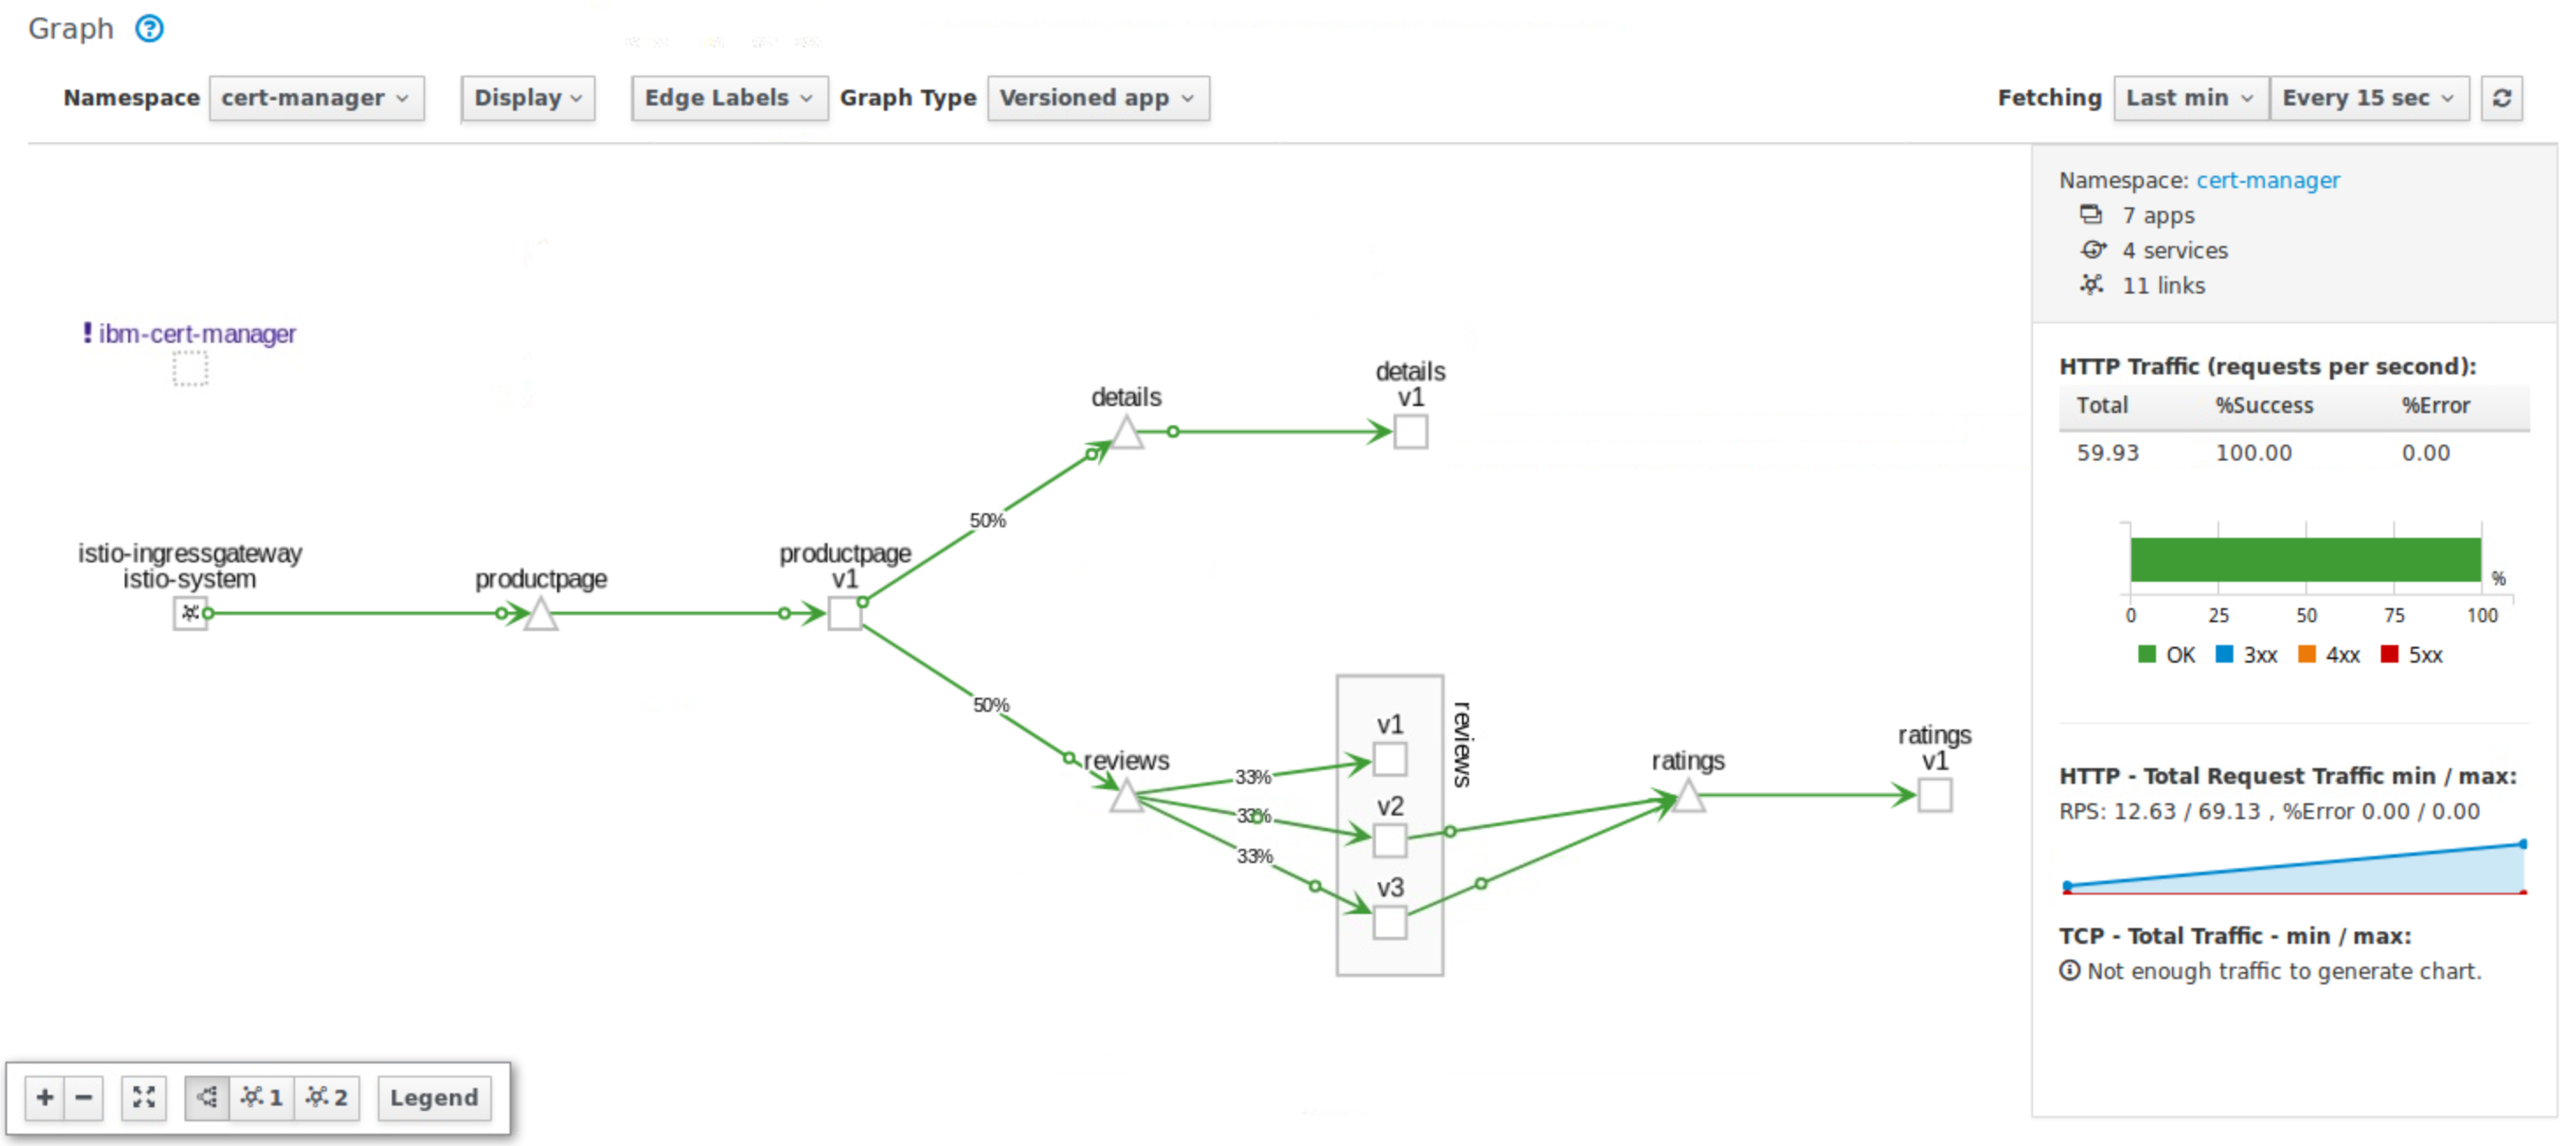 Graph ?
Namespace cert-manager Display Edge Labels Graph Type Versioned app Fetching Last min Every 15 sec
Namespace: cert-manager
7 apps
4 services
11 links
! ibm-cert-manager
details
v1
details
50%
istio-ingressgateway
istio-system
productpage
productpage
v1
50%
reviews
33%
33%
33%
v1
v2
v3
reviews
ratings
ratings
v1
HTTP Traffic (requests per second):
Total %Success %Error
59.93 100.00 0.00
%
0 25 50 75 100
OK 3xx 4xx 5xx
HTTP - Total Request Traffic min / max:
RPS: 12.63 / 69.13 , %Error 0.00 / 0.00
TCP - Total Traffic - min / max:
Not enough traffic to generate chart.
+ − 1 2 Legend